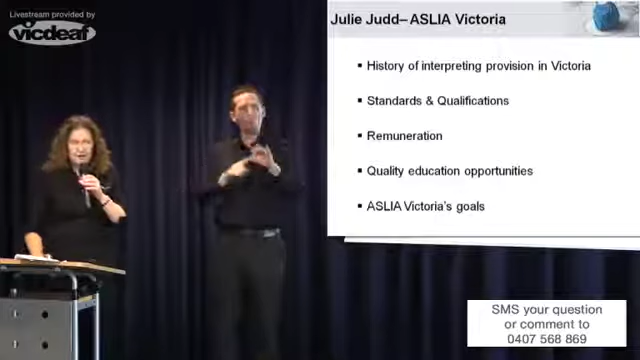 Livestream provided by
vicdeaf
Julie Judd– ASLIA Victoria
▪ History of interpreting provision in Victoria
▪ Standards & Qualifications
▪ Remuneration
▪ Quality education opportunities
▪ ASLIA Victoria's goals
SMS your question
or comment to
0407 568 869